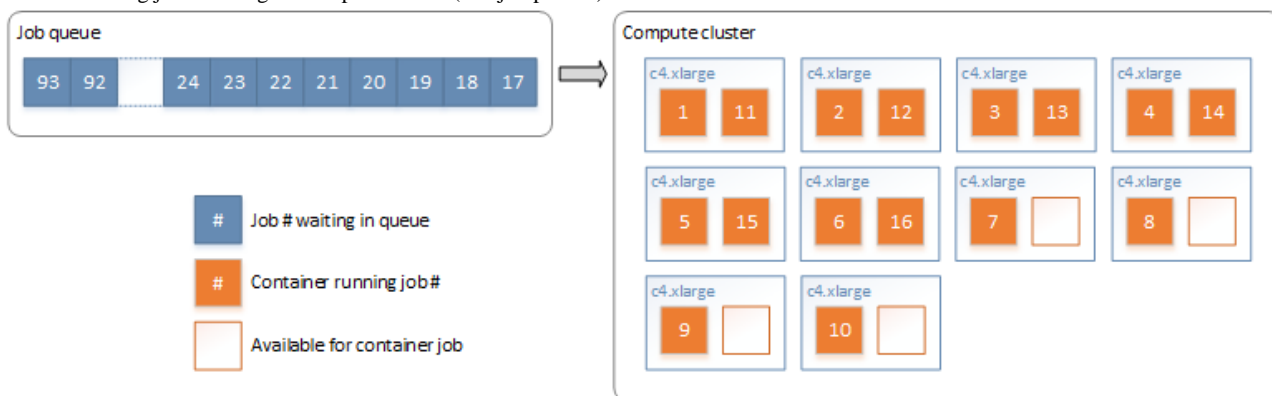 Job queue
93 92 24 23 22 21 20 19 18 17
# Job # waiting in queue
# Container running job #
Available for container job
Compute cluster
c4.xlarge c4.xlarge c4.xlarge c4.xlarge
1 11 2 12 3 13 4 14
c4.xlarge c4.xlarge c4.xlarge c4.xlarge
5 15 6 16 7 8
c4.xlarge c4.xlarge
9 10